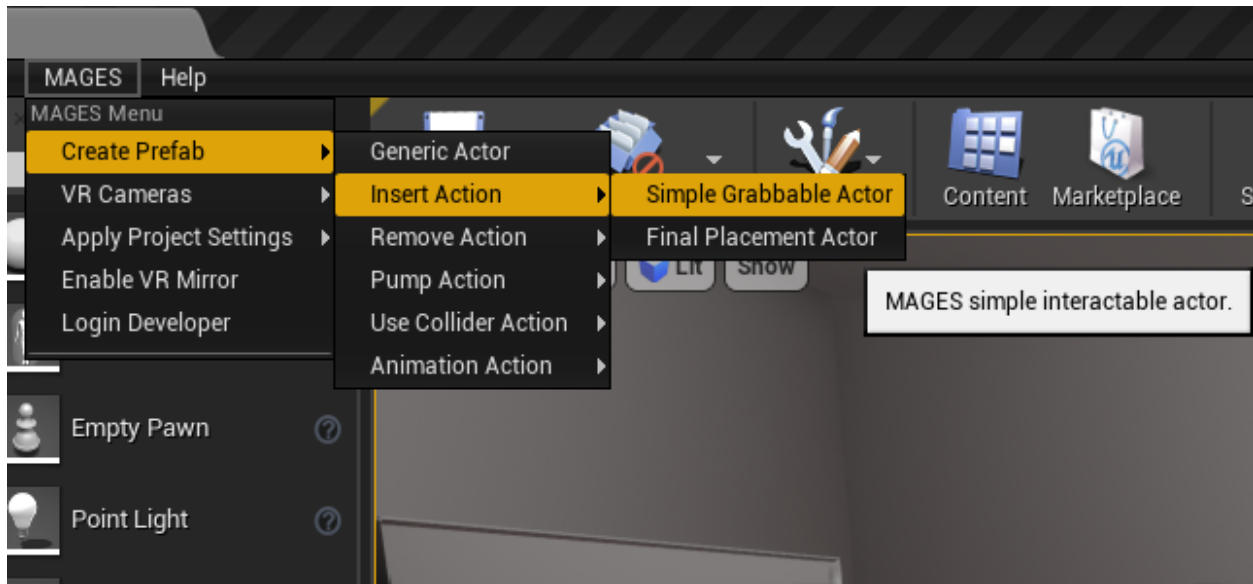 MAGES Help
MAGES Menu
Create Prefab
VR Cameras
Apply Project Settings
Enable VR Mirror
Login Developer
Generic Actor
Insert Action
Remove Action
Pump Action
Use Collider Action
Animation Action
Simple Grabbable Actor
Final Placement Actor
Content Marketplace
Lit Show
MAGES simple interactable actor.
Empty Pawn
Point Light